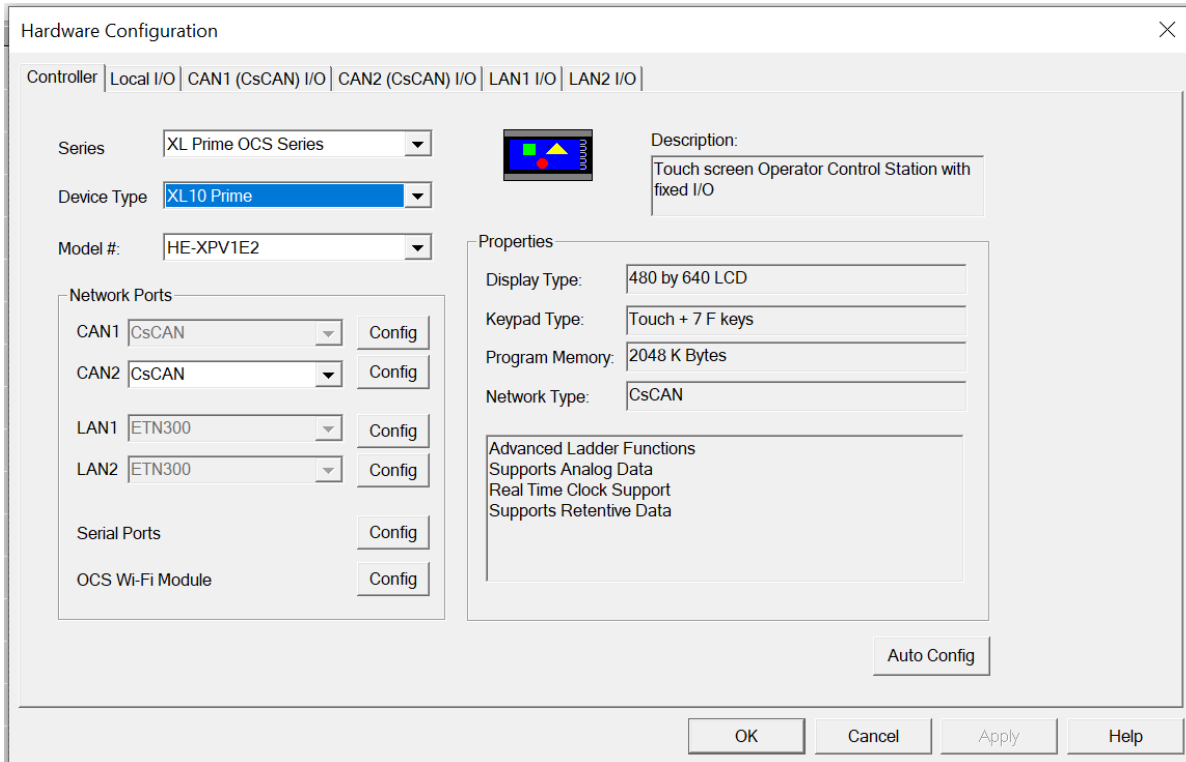 Hardware Configuration
Controller Local I/O CAN1 (CsCAN) I/O CAN2 (CsCAN) I/O LAN1 I/O LAN2 I/O
Series XL Prime OCS Series
Device Type XL10 Prime
Model #: HE-XPV1E2
Network Ports
CAN1 CsCAN Config
CAN2 CsCAN Config
LAN1 ETN300 Config
LAN2 ETN300 Config
Serial Ports Config
OCS Wi-Fi Module Config
Description:
Touch screen Operator Control Station with
fixed I/O
Properties
Display Type: 480 by 640 LCD
Keypad Type: Touch + 7 F keys
Program Memory: 2048 K Bytes
Network Type: CsCAN
Advanced Ladder Functions
Supports Analog Data
Real Time Clock Support
Supports Retentive Data
Auto Config
OK Cancel Apply Help